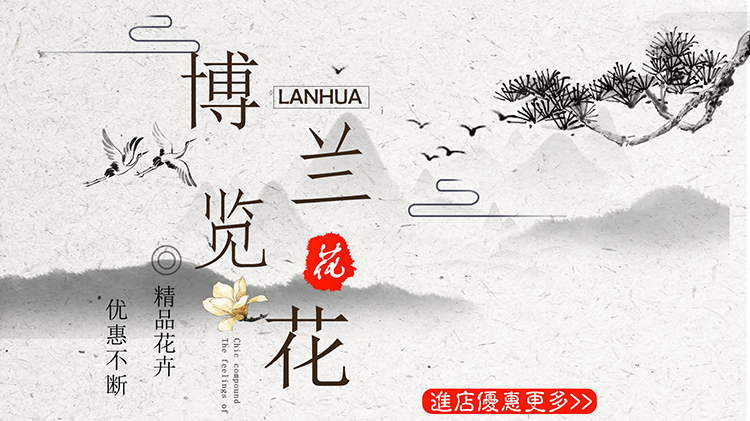 兰花
博览
LANHUA
花
精品花卉
优惠不断
Chic compound
The feelings of
進店優惠更多>>